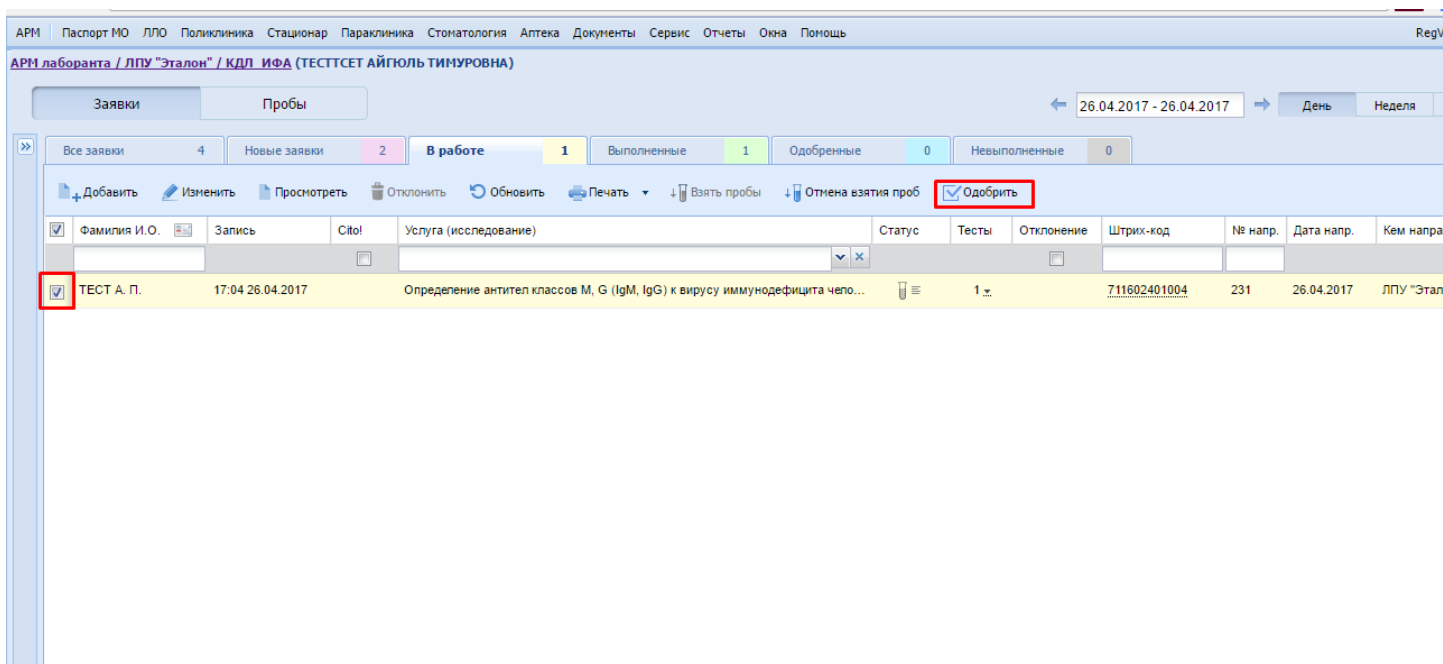 АРМ Паспорт МО ЛЛО Поликлиника Стационар Параклиника Стоматология Аптека Документы Сервис Отчеты Окна Помощь RegV
АРМ лаборанта / ЛПУ "Эталон" / КДЛ_ИФА (ТЕСТТСЕТ АЙГЮЛЬ ТИМУРОВНА)
Заявки Пробы 26.04.2017 - 26.04.2017 День Неделя
Все заявки 4 Новые заявки 2 В работе 1 Выполненные 1 Одобренные 0 Невыполненные 0
Добавить Изменить Просмотреть Отклонить Обновить Печать Взять пробы Отмена взятия проб Одобрить
Фамилия И.О. Запись Cito! Услуга (исследование) Статус Тесты Отклонение Штрих-код № напр. Дата напр. Кем напра
ТЕСТ А. П. 17:04 26.04.2017 Определение антител классов M, G (IgM, IgG) к вирусу иммунодефицита чело... 1 711602401004 231 26.04.2017 ЛПУ "Этал